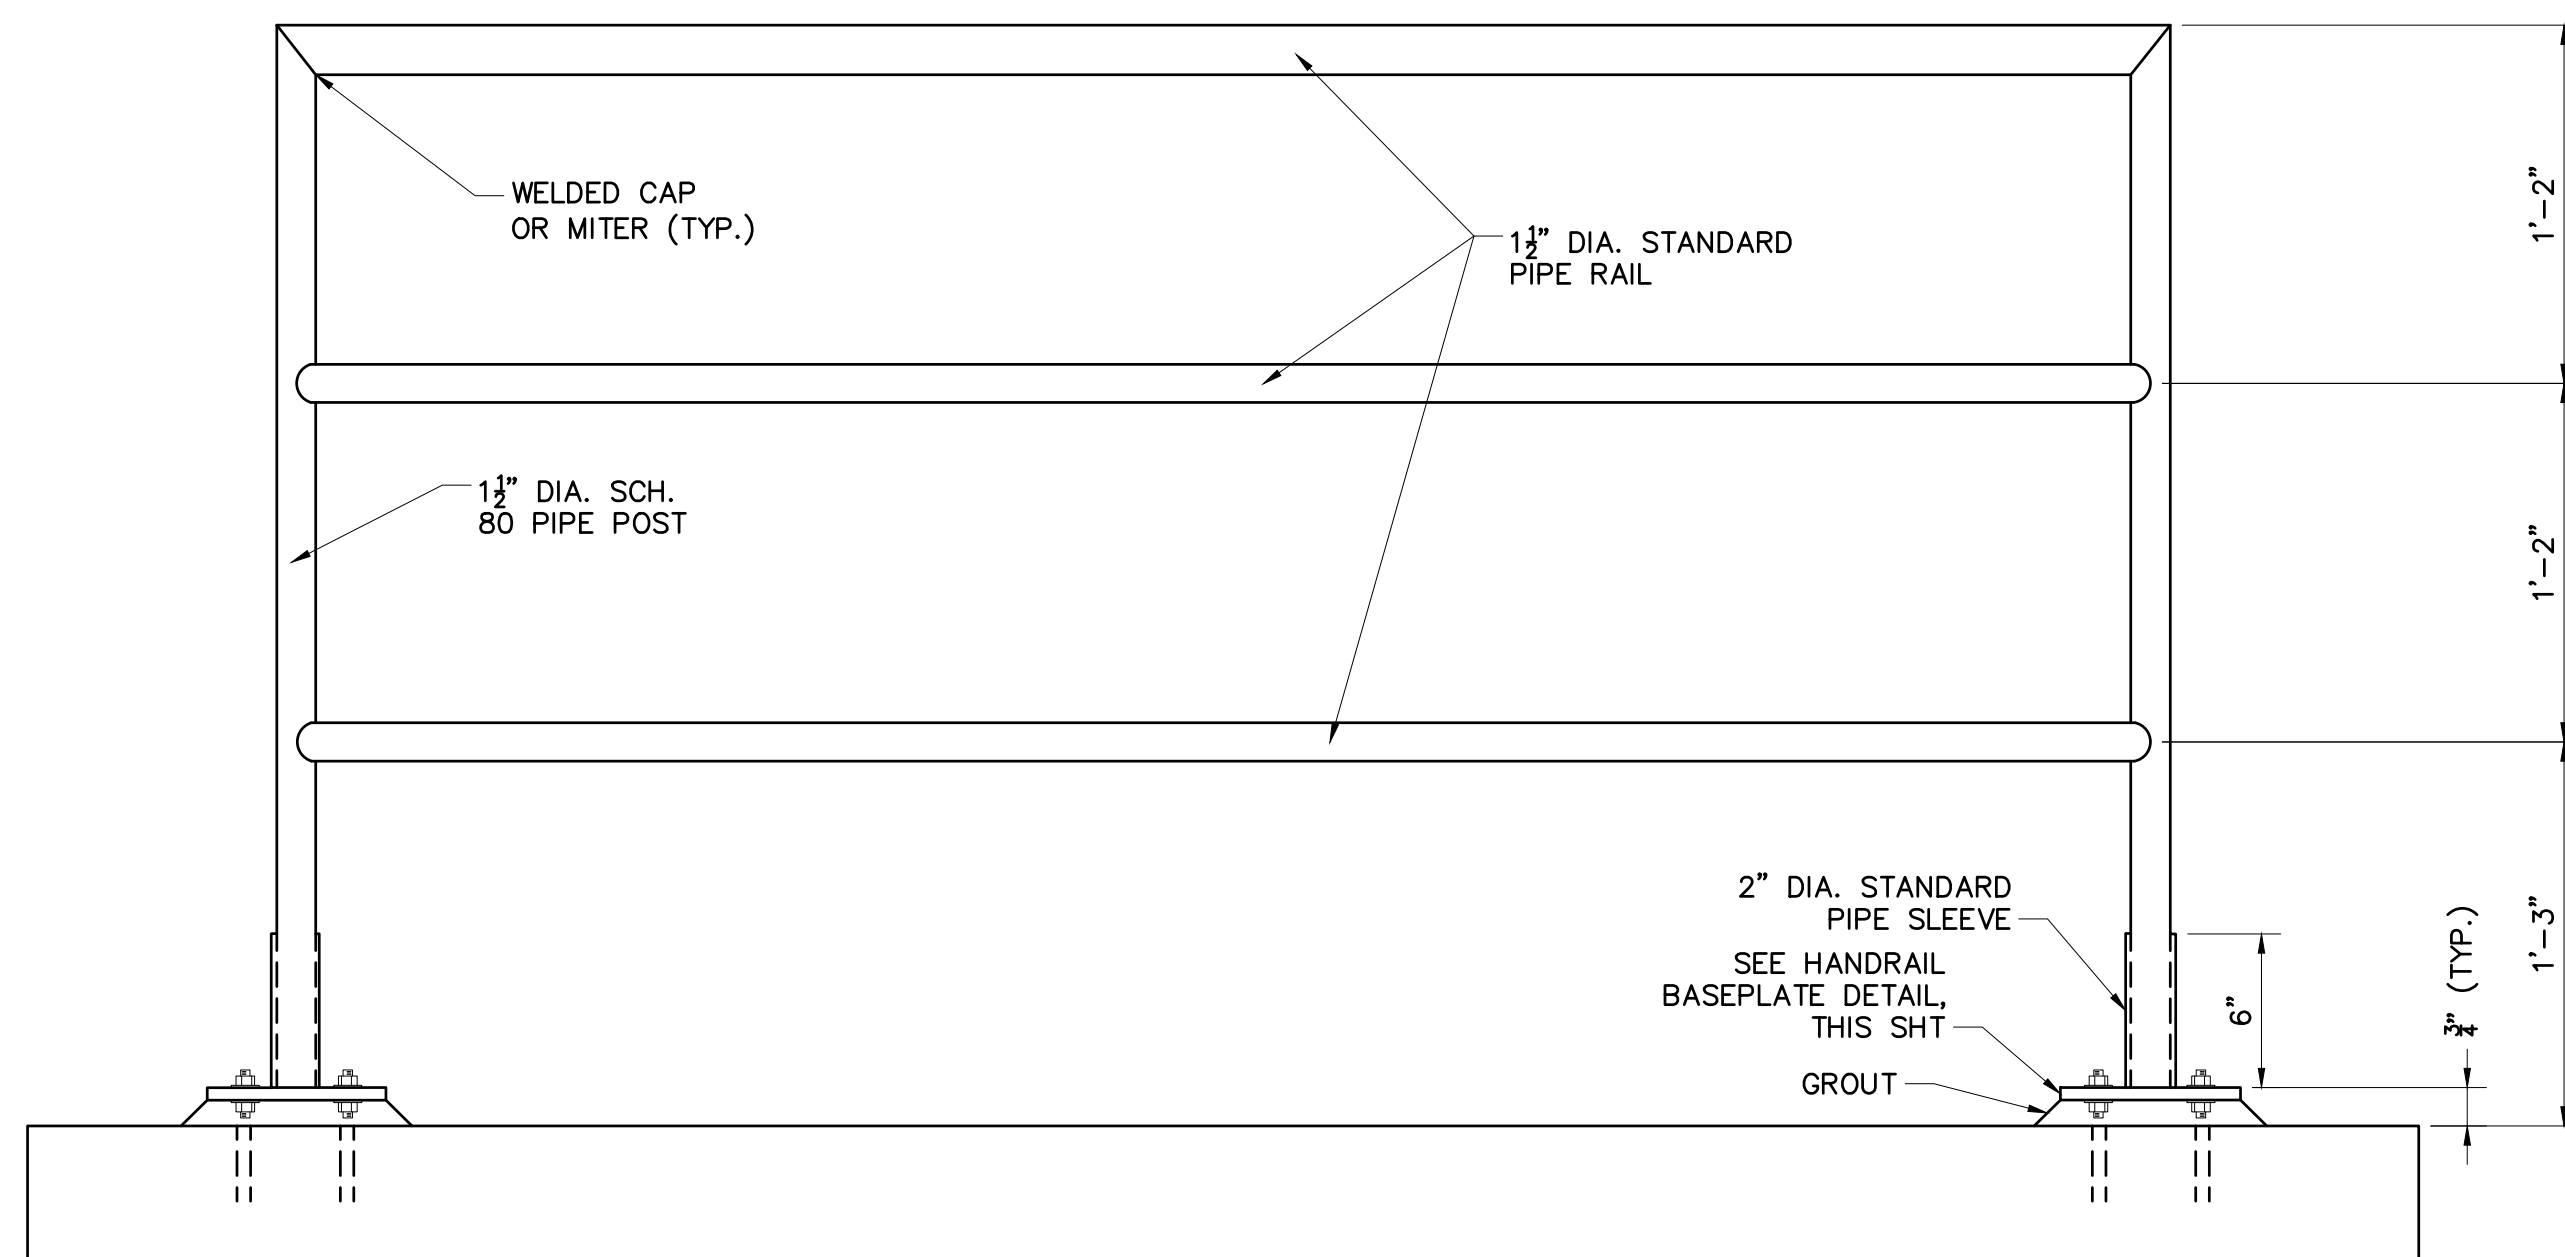 WELDED CAP
OR MITER (TYP.)
1½" DIA. STANDARD
PIPE RAIL
1'-2"
1½" DIA. SCH.
80 PIPE POST
1'-2"
2" DIA. STANDARD
PIPE SLEEVE
SEE HANDRAIL
BASEPLATE DETAIL,
THIS SHT
GROUT
6"
¾" (TYP.)
1'-3"